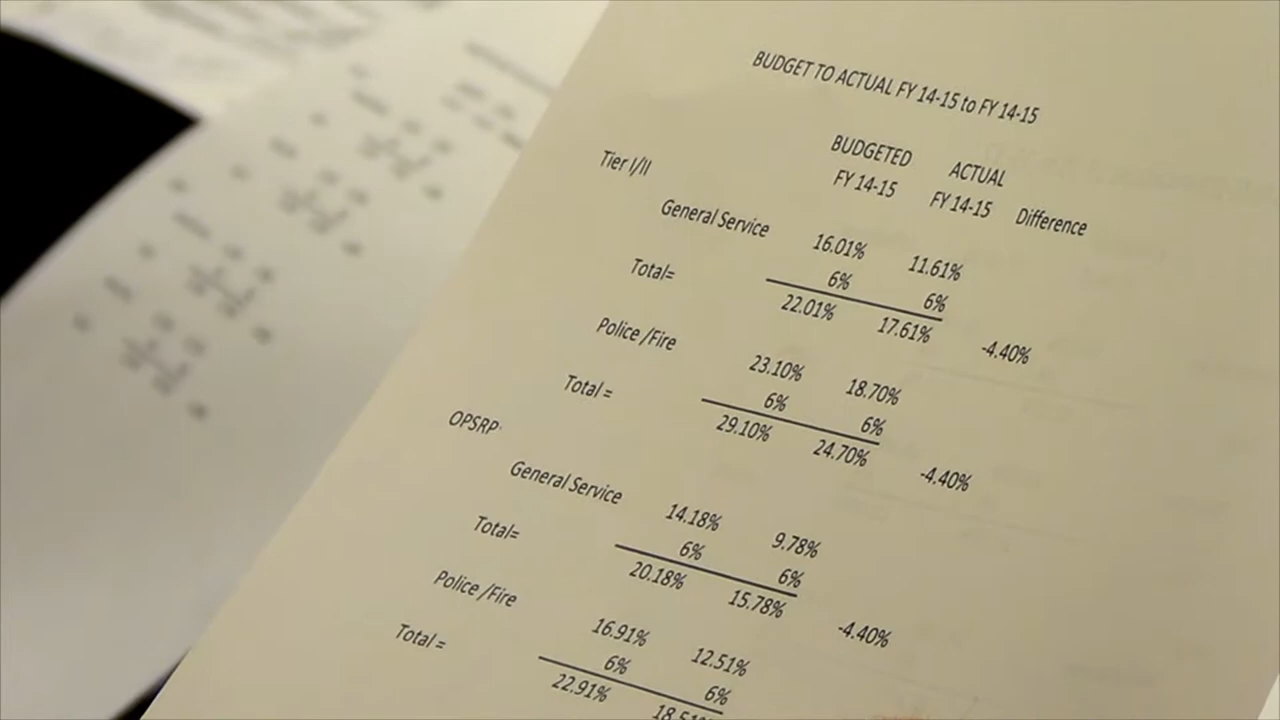 BUDGET TO ACTUAL FY 14-15 to FY 14-15
BUDGETED ACTUAL
Tier I/II FY 14-15 FY 14-15 Difference
General Service 16.01% 11.61%
6% 6%
Total= 22.01% 17.61% -4.40%
Police /Fire 23.10% 18.70%
6% 6%
Total = 29.10% 24.70% -4.40%
OPSRP
General Service 14.18% 9.78%
6% 6%
Total= 20.18% 15.78% -4.40%
Police /Fire 16.91% 12.51%
6% 6%
Total = 22.91% 18.51%